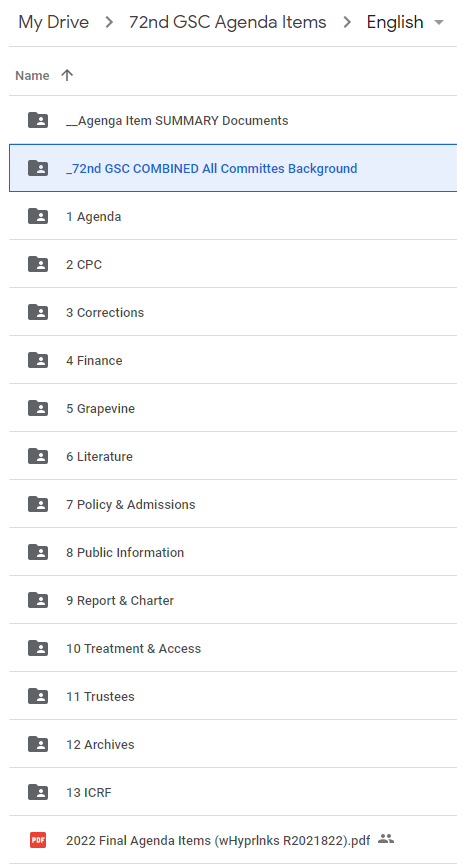 My Drive > 72nd GSC Agenda Items > English
Name
__Agenga Item SUMMARY Documents
_72nd GSC COMBINED All Committes Background
1 Agenda
2 CPC
3 Corrections
4 Finance
5 Grapevine
6 Literature
7 Policy & Admissions
8 Public Information
9 Report & Charter
10 Treatment & Access
11 Trustees
12 Archives
13 ICRF
PDF 2022 Final Agenda Items (wHyprlnks R2021822).pdf